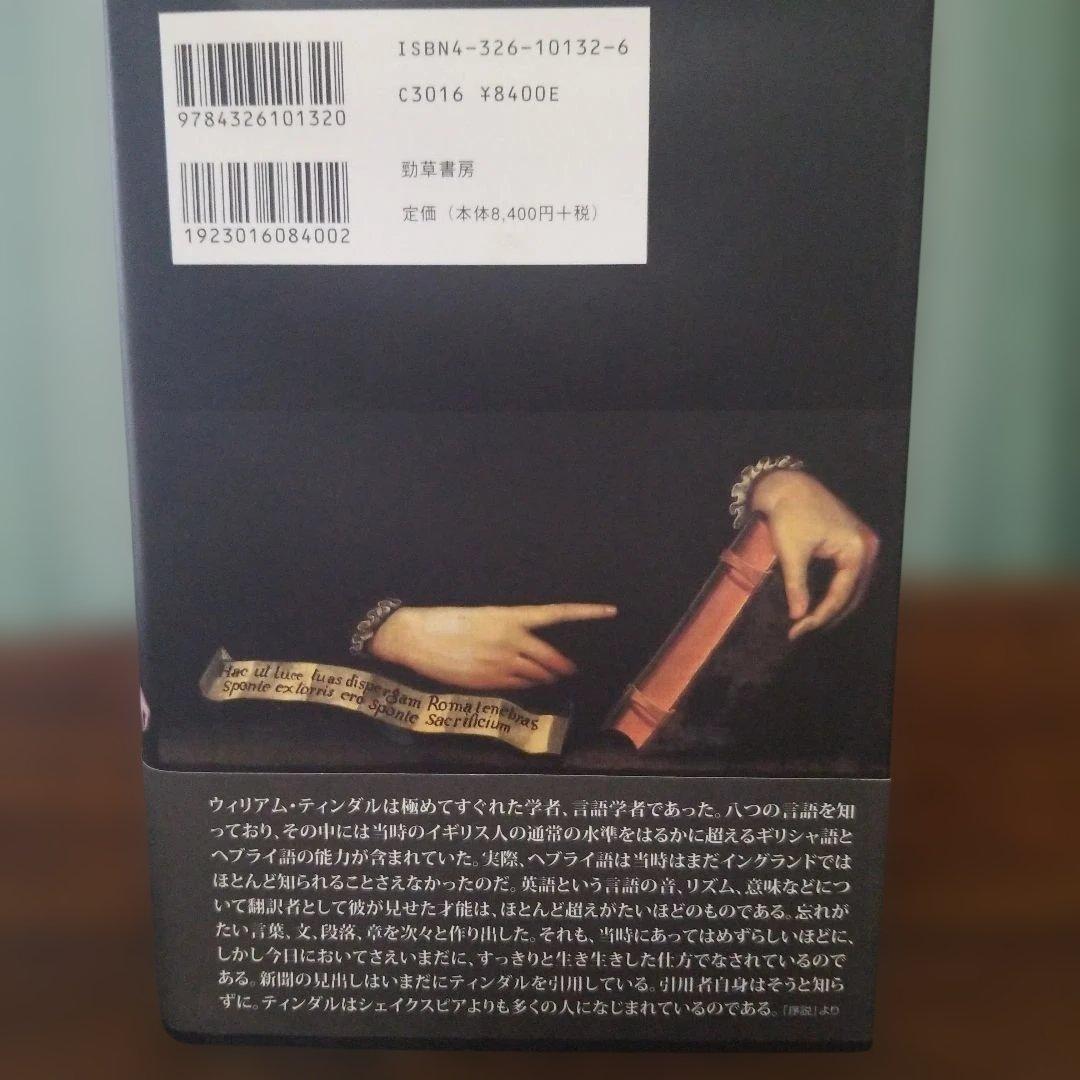 ISBN4-326-10132-6
C3016 ¥8400E
9784326101320
勁草書房
定価（本体8,400円＋税）
1923016084002
Hac ut luce tuas dispergam Roma tenebras
Sponte extorris ero Sponte Sacrificium
ウィリアム・ティンダルは極めてすぐれた学者、言語学者であった。八つの言語を知
っており、その中には当時のイギリス人の通常の水準をはるかに超えるギリシャ語と
ヘブライ語の能力が含まれていた。実際、ヘブライ語は当時はまだイングランドでは
ほとんど知られることさえなかったのだ。英語という言語の音、リズム、意味などにつ
いて翻訳者として彼が見せた才能は、ほとんど超えがたいほどのものである。忘れが
たい言葉、文、段落、章を次々と作り出した。それも、当時にあってはめずらしいほどに、
しかし今日においてさえいまだに、すっきりと生き生きした仕方でなされているので
ある。新聞の見出しはいまだにティンダルを引用している。引用者自身はそうと知ら
ずに。ティンダルはシェイクスピアよりも多くの人になじまれているのである。「序説」より